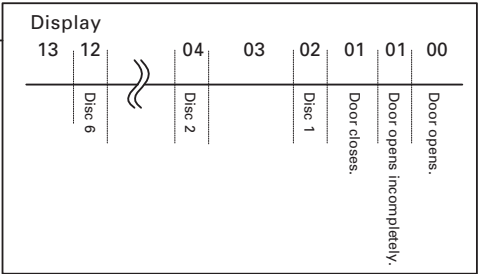 Display
13 12 04 03 02 01 01 00
Disc 6
Disc 2
Disc 1
Door closes.
Door opens incompletely.
Door opens.